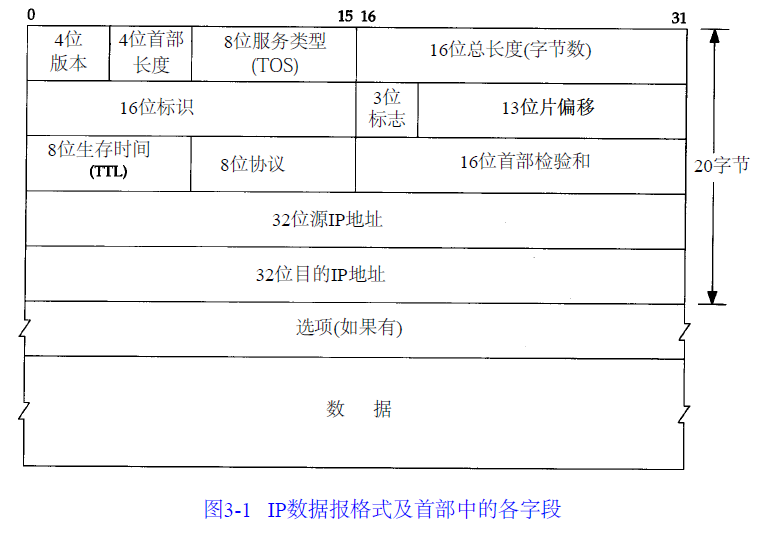 0 15 16 31
4位版本 4位首部长度 8位服务类型(TOS) 16位总长度(字节数)
16位标识 3位标志 13位片偏移
8位生存时间(TTL) 8位协议 16位首部检验和
20字节
32位源IP地址
32位目的IP地址
选项(如果有)
数 据
图3-1 IP数据报格式及首部中的各字段